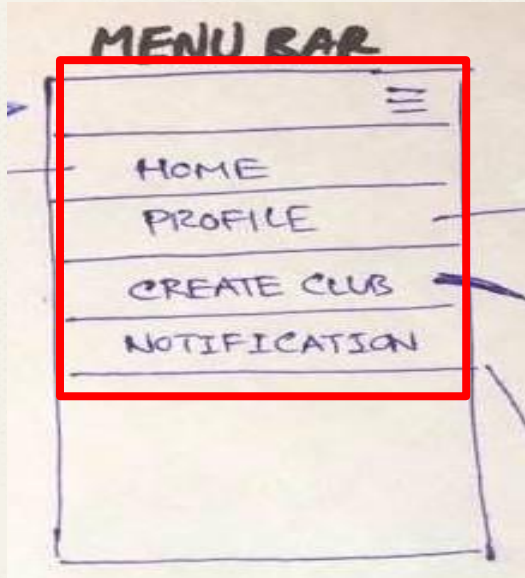 MENU BAR
HOME
PROFILE
CREATE CLUB
NOTIFICATION